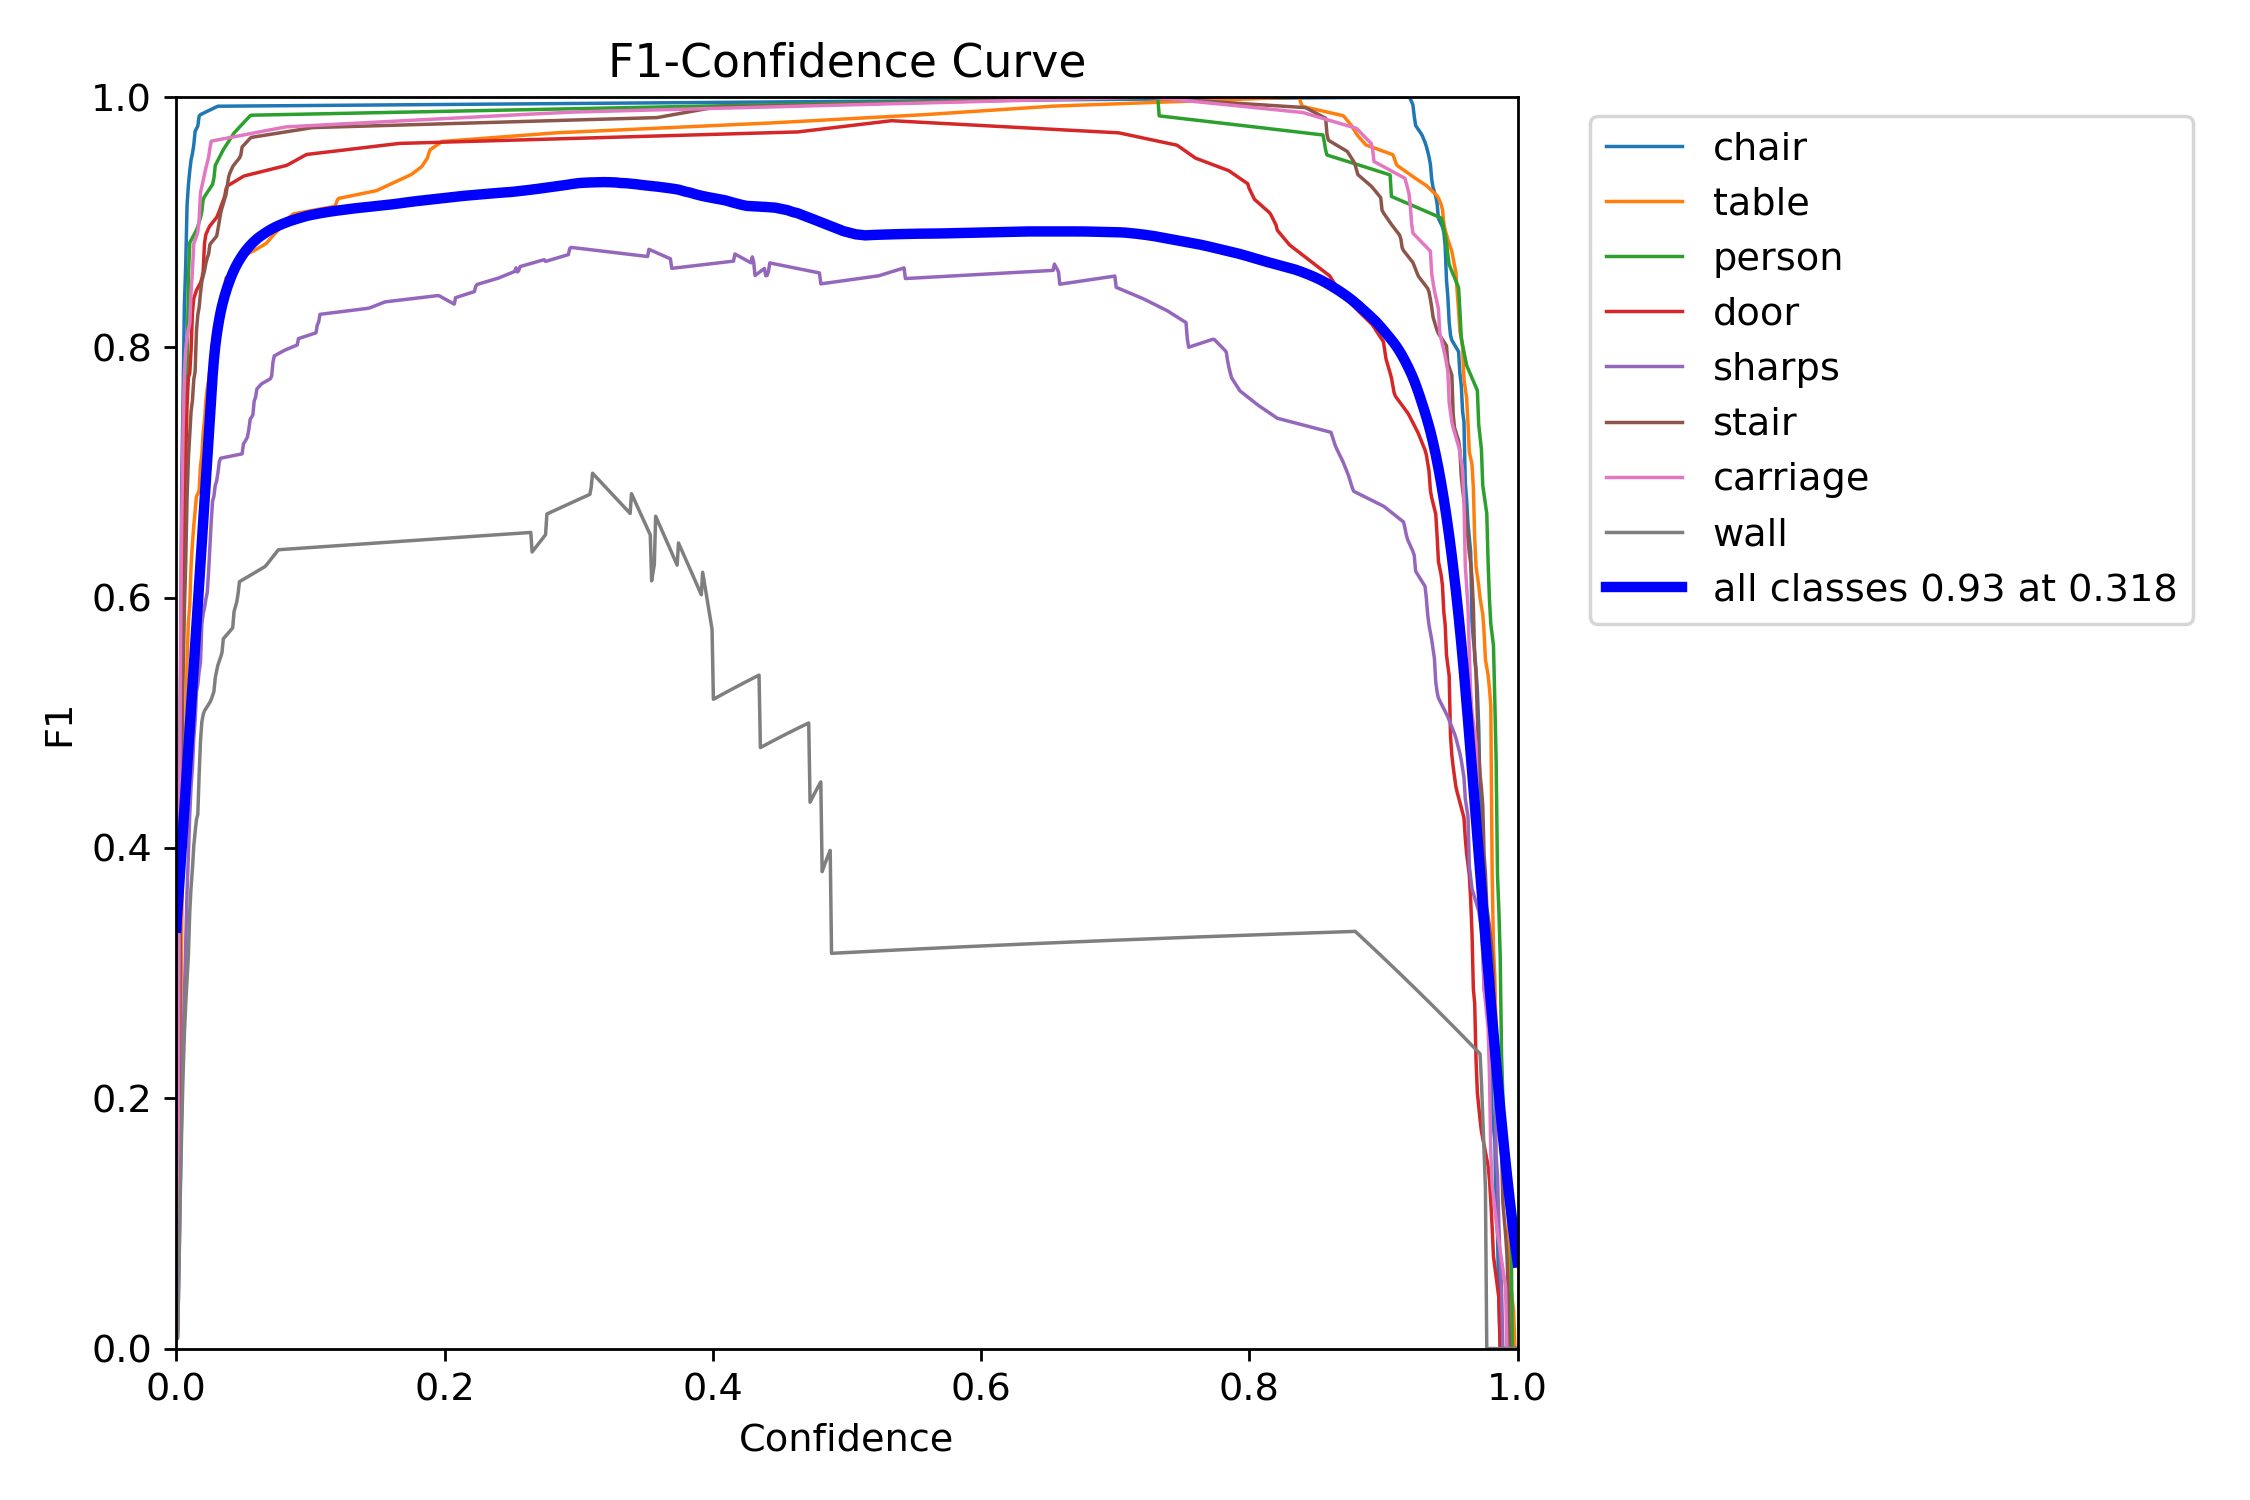 F1-Confidence Curve
1.0
0.8
0.6
0.4
0.2
0.0
F1
0.0 0.2 0.4 0.6 0.8 1.0
Confidence
chair
table
person
door
sharps
stair
carriage
wall
all classes 0.93 at 0.318